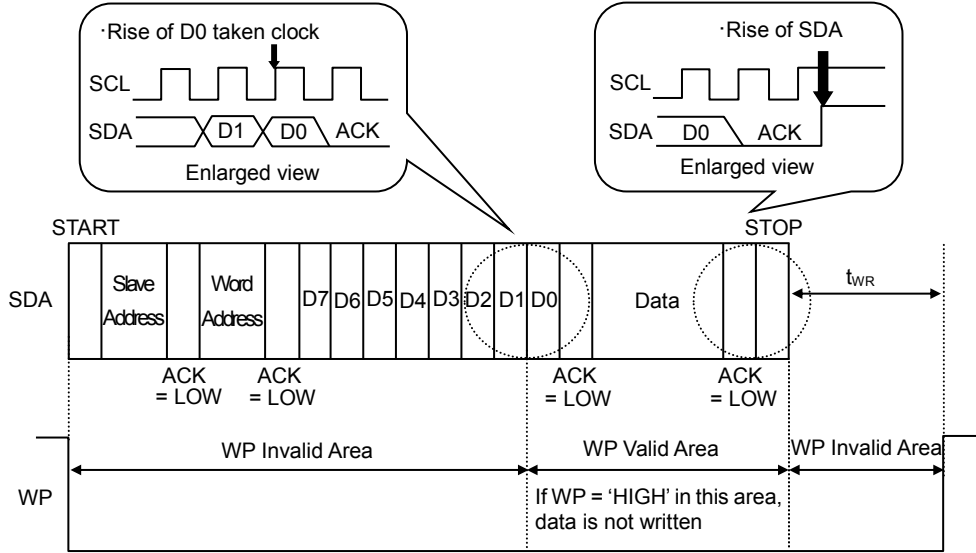 ·Rise of D0 taken clock
SCL
SDA
D1
D0
ACK
Enlarged view
·Rise of SDA
SCL
SDA
D0
ACK
Enlarged view
START
STOP
SDA
Slave
Address
Word
Address
D7
D6
D5
D4
D3
D2
D1
D0
Data
tWR
ACK
= LOW
ACK
= LOW
ACK
= LOW
ACK
= LOW
WP Invalid Area
WP Valid Area
WP Invalid Area
WP
If WP = ‘HIGH’ in this area,
data is not written